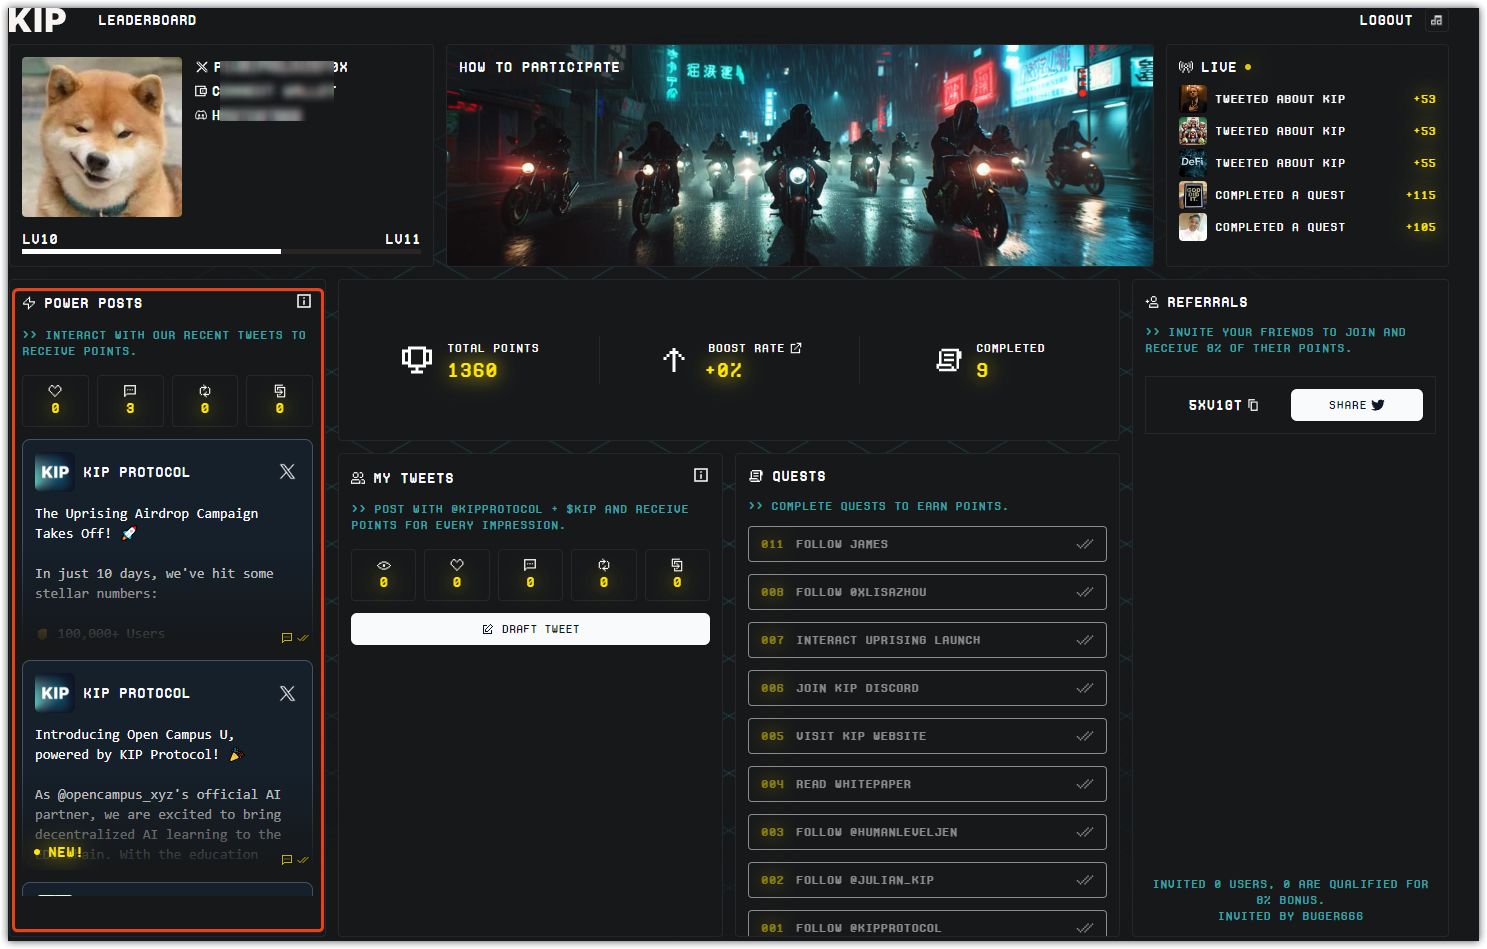 KIP
LEADERBOARD
LOGOUT
HOW TO PARTICIPATE
LIVE
TWEETED ABOUT KIP +53
TWEETED ABOUT KIP +53
DeFi TWEETED ABOUT KIP +55
COMPLETED A QUEST +115
COMPLETED A QUEST +105
LV10 LV11
POWER POSTS
>> INTERACT WITH OUR RECENT TWEETS TO
RECEIVE POINTS.
0 3 0 0
KIP KIP PROTOCOL
The Uprising Airdrop Campaign
Takes Off! 🚀
In just 10 days, we've hit some
stellar numbers:
100,000+ Users
KIP KIP PROTOCOL
Introducing Open Campus U,
powered by KIP Protocol! 🎉
As @opencampus_xyz's official AI
partner, we are excited to bring
decentralized AI learning to the
NEW! With the education
TOTAL POINTS
1360
BOOST RATE
+0%
COMPLETED
9
MY TWEETS
>> POST WITH @KIPPROTOCOL + $KIP AND RECEIVE
POINTS FOR EVERY IMPRESSION.
0 0 0 0 0
DRAFT TWEET
QUESTS
>> COMPLETE QUESTS TO EARN POINTS.
011 FOLLOW JAMES
008 FOLLOW 0XLISAZHOU
007 INTERACT UPRISING LAUNCH
006 JOIN KIP DISCORD
005 VISIT KIP WEBSITE
004 READ WHITEPAPER
003 FOLLOW @HUMANLEVELJEN
002 FOLLOW @JULIAN_KIP
001 FOLLOW @KIPPROTOCOL
REFERRALS
>> INVITE YOUR FRIENDS TO JOIN AND
RECEIVE 8% OF THEIR POINTS.
5XV1GT
SHARE
INVITED 0 USERS, 0 ARE QUALIFIED FOR
8% BONUS.
INVITED BY BUGER666